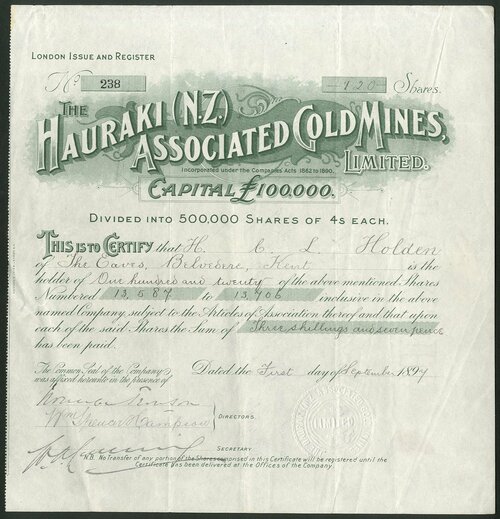 LONDON ISSUE AND REGISTER
No 238 120 Shares.
THE
HAURAKI (N.Z.)
ASSOCIATED GOLD MINES,
LIMITED.
Incorporated under the Companies Acts 1862 to 1890.
CAPITAL £100,000.
DIVIDED INTO 500,000 SHARES OF 4S EACH.
THIS IS TO CERTIFY that H. C. L. Holden
of The Eaves, Belvedere, Kent is the
holder of One hundred and twenty of the above mentioned Shares
Numbered to inclusive in the above
named Company subject to the Articles of Association thereof and that upon
each of the said Shares the Sum of Three shillings and seven pence
has been paid.
The Common Seal of the Company
was affixed hereunto in the presence of
Dated the First day of September 1897
DIRECTORS.
SECRETARY.
N.B. No Transfer of any portion of the Shares comprised in this Certificate will be registered until the
Certificate has been delivered at the Offices of the Company.